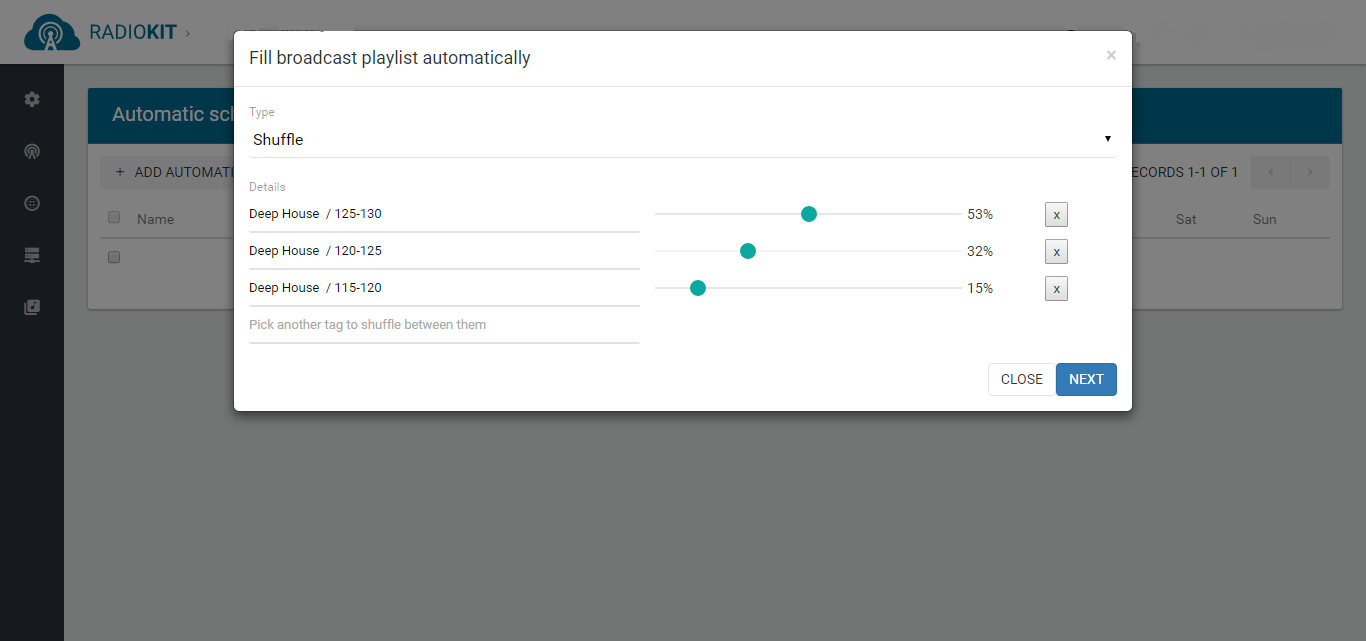 RADIOKIT ›
Fill broadcast playlist automatically ×
Automatic scl
Type
Shuffle
+ ADD AUTOMATI
ECORDS 1-1 OF 1
Details
Deep House / 125-130 53% x
Name
Sat Sun
Deep House / 120-125 32% x
Deep House / 115-120 15% x
Pick another tag to shuffle between them
CLOSE NEXT